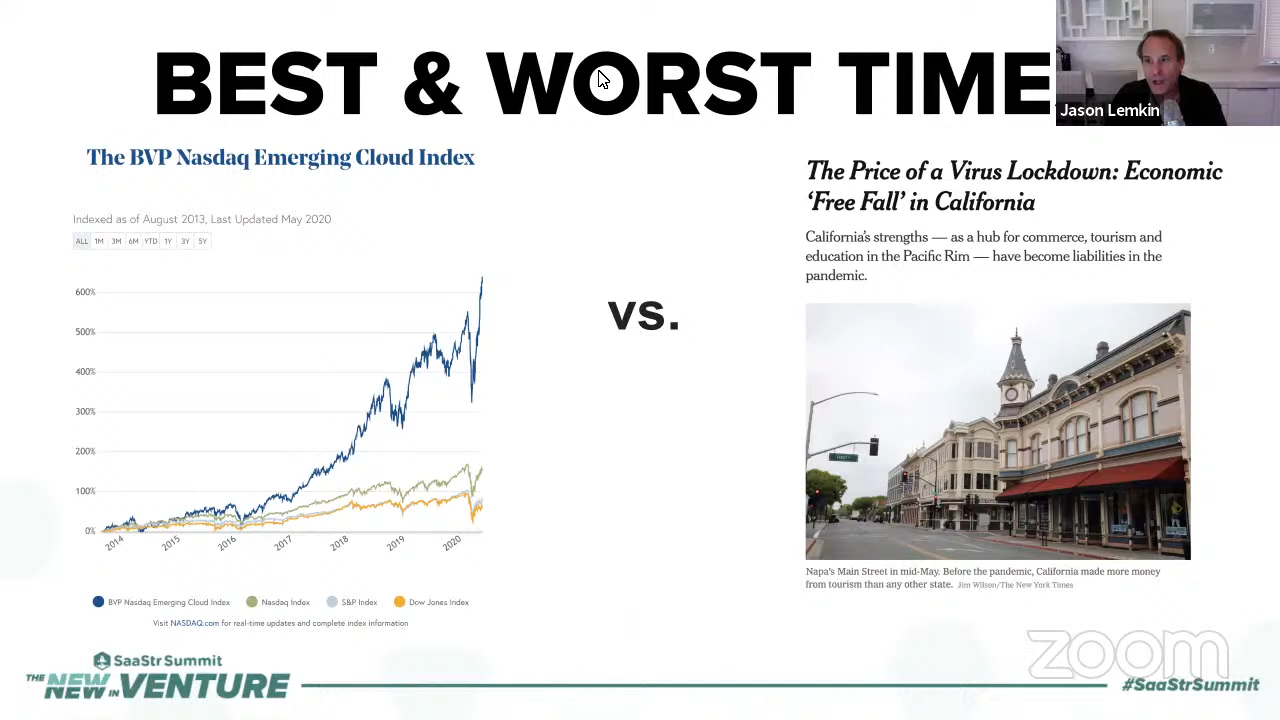 BEST & WORST TIME
Jason Lemkin
The BVP Nasdaq Emerging Cloud Index
Indexed as of August 2013, Last Updated May 2020
ALL 1M 3M 6M YTD 1Y 3Y 5Y
600%
500%
400%
300%
200%
100%
0%
2014 2015 2016 2017 2018 2019 2020
BVP Nasdaq Emerging Cloud Index Nasdaq Index S&P Index Dow Jones Index
Visit NASDAQ.com for real-time updates and complete index information
vs.
The Price of a Virus Lockdown: Economic
‘Free Fall’ in California
California’s strengths — as a hub for commerce, tourism and
education in the Pacific Rim — have become liabilities in the
pandemic.
Napa’s Main Street in mid-May. Before the pandemic, California made more money
from tourism than any other state. Jim Wilson/The New York Times
zoom
SaaStr Summit
THE NEW IN VENTURE
#SaaStrSummit